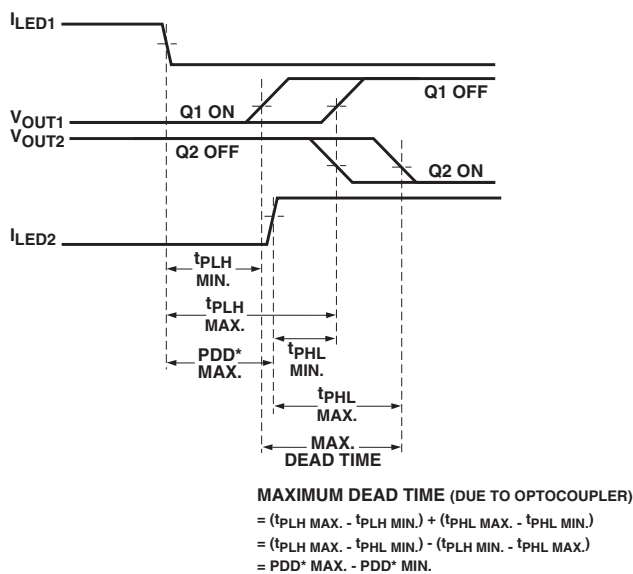 ILED1
Q1 OFF
VOUT1
Q1 ON
VOUT2
Q2 OFF
Q2 ON
ILED2
tPLH
MIN.
tPLH
MAX.
PDD*
MAX.
tPHL
MIN.
tPHL
MAX.
MAX.
DEAD TIME
MAXIMUM DEAD TIME (DUE TO OPTOCOUPLER)
= (tPLH MAX. - tPLH MIN.) + (tPHL MAX. - tPHL MIN.)
= (tPLH MAX. - tPHL MIN.) - (tPLH MIN. - tPHL MAX.)
= PDD* MAX. - PDD* MIN.